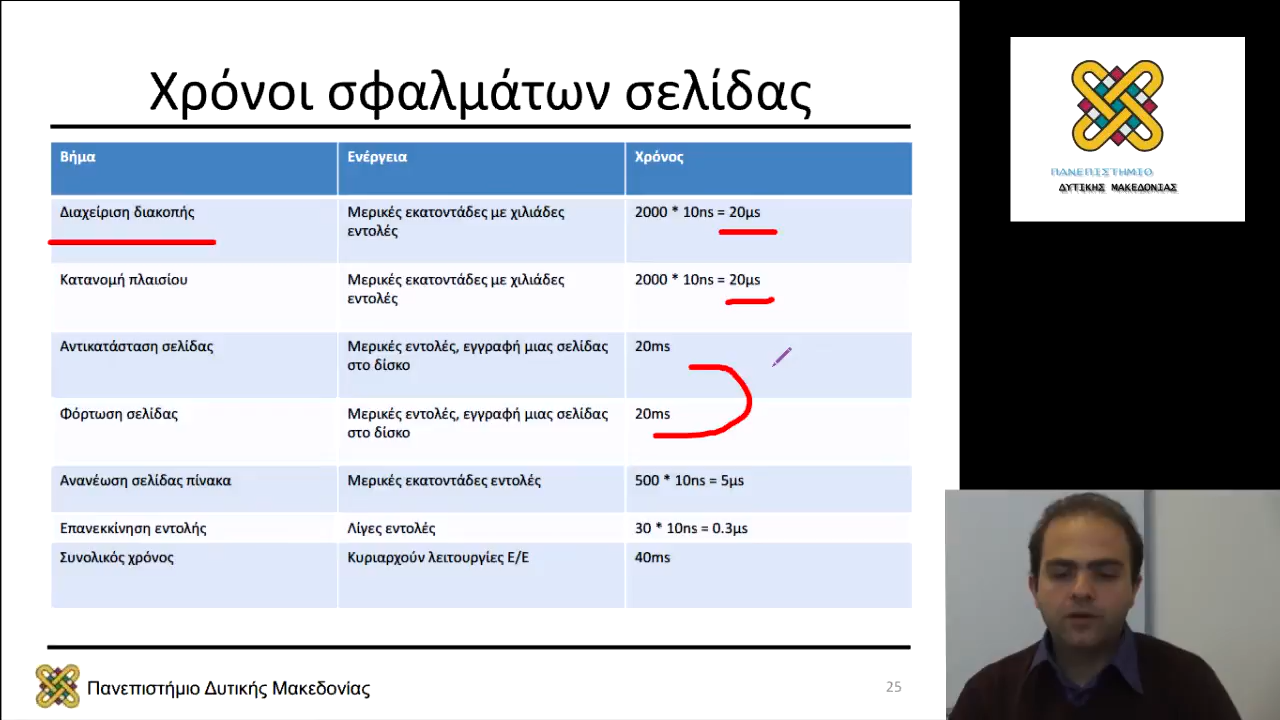 Χρόνοι σφαλμάτων σελίδας
Βήμα Ενέργεια Χρόνος
Διαχείριση διακοπής Μερικές εκατοντάδες με χιλιάδες 2000 * 10ns = 20μs
εντολές
Κατανομή πλαισίου Μερικές εκατοντάδες με χιλιάδες 2000 * 10ns = 20μs
εντολές
Αντικατάσταση σελίδας Μερικές εντολές, εγγραφή μιας σελίδας 20ms
στο δίσκο
Φόρτωση σελίδας Μερικές εντολές, εγγραφή μιας σελίδας 20ms
στο δίσκο
Ανανέωση σελίδας πίνακα Μερικές εκατοντάδες εντολές 500 * 10ns = 5μs
Επανεκκίνηση εντολής Λίγες εντολές 30 * 10ns = 0.3μs
Συνολικός χρόνος Κυριαρχούν λειτουργίες Ε/Ε 40ms
Πανεπιστήμιο Δυτικής Μακεδονίας
25
ΠΑΝΕΠΙΣΤΗΜΙΟ
ΔΥΤΙΚΗΣ ΜΑΚΕΔΟΝΙΑΣ